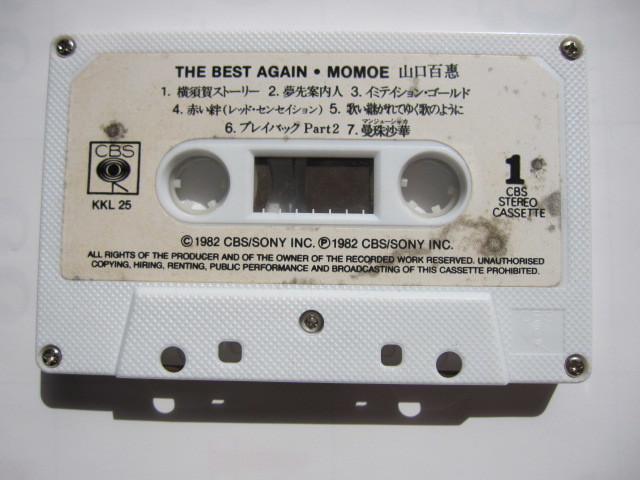 THE BEST AGAIN • MOMOE 山口百惠
1. 横須賀ストーリー 2. 夢先案内人 3. イミテイション・ゴールド
4. 赤い絆(レッド・センセイション) 5. 歌い継がれてゆく歌のように
マンジューシャカ
6. プレイバック Part 2 7. 曼珠沙華
CBS
KKL 25
1
CBS
STEREO
CASSETTE
©1982 CBS/SONY INC. ℗1982 CBS/SONY INC.
ALL RIGHTS OF THE PRODUCER AND OF THE OWNER OF THE RECORDED WORK RESERVED. UNAUTHORISED
COPYING, HIRING, RENTING, PUBLIC PERFORMANCE AND BROADCASTING OF THIS CASSETTE PROHIBITED.